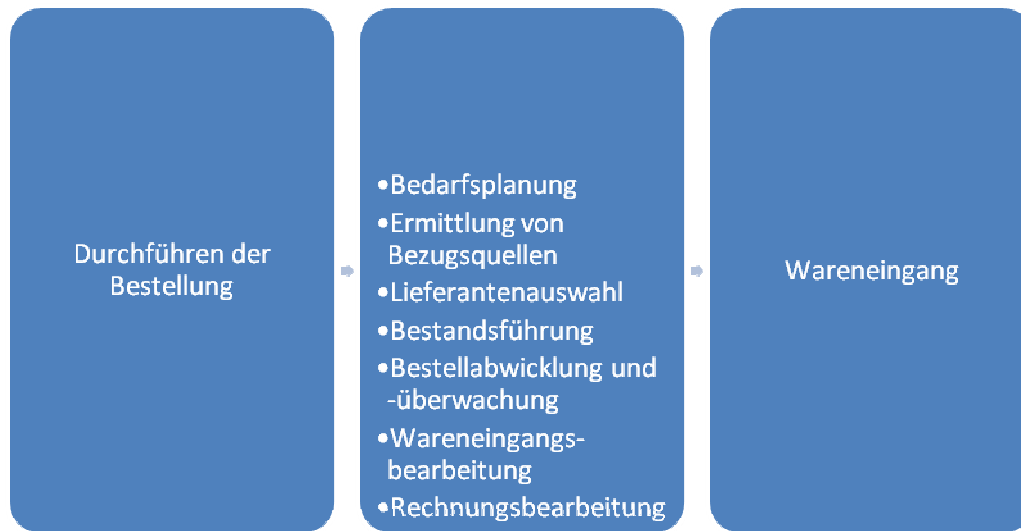 Durchführen der
Bestellung
•Bedarfsplanung
•Ermittlung von
Bezugsquellen
•Lieferantenauswahl
•Bestandsführung
•Bestellabwicklung und
-überwachung
•Wareneingangs-
bearbeitung
•Rechnungsbearbeitung
Wareneingang